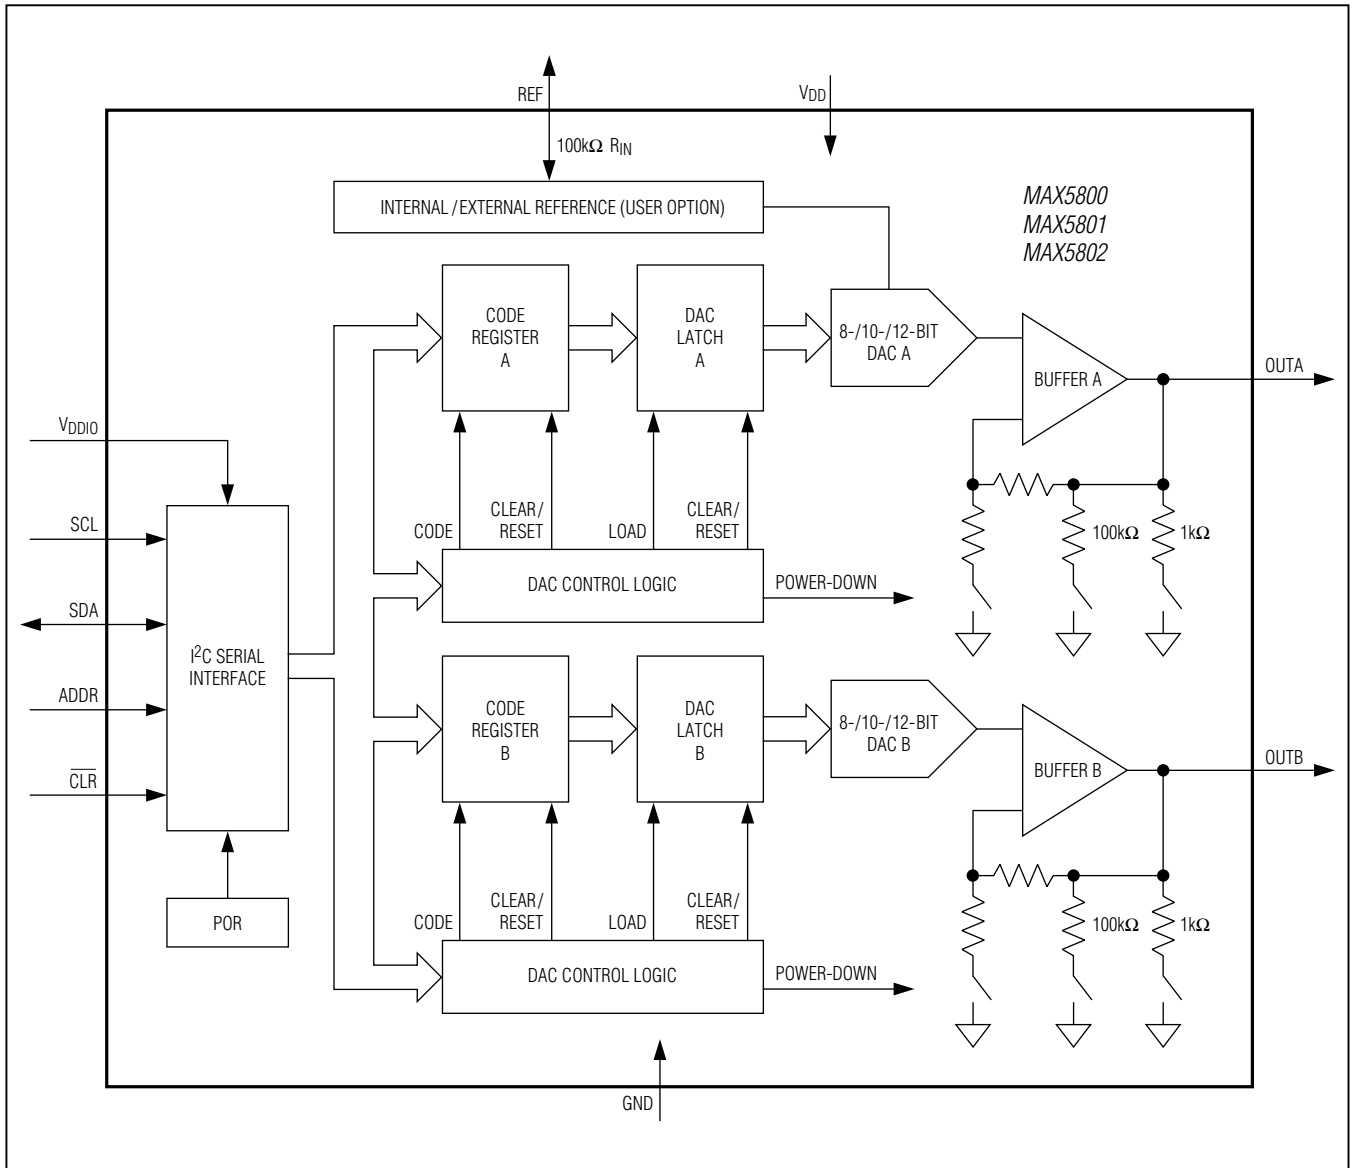 REF
VDD
100kΩ RIN
INTERNAL/EXTERNAL REFERENCE (USER OPTION)
MAX5800
MAX5801
MAX5802
CODE
REGISTER
A
DAC
LATCH
A
8-/10-/12-BIT
DAC A
BUFFER A
OUTA
VDDIO
SCL
SDA
ADDR
CLR
I²C SERIAL
INTERFACE
POR
CODE
CLEAR/
RESET
LOAD
CLEAR/
RESET
100kΩ
1kΩ
DAC CONTROL LOGIC
POWER-DOWN
CODE
REGISTER
B
DAC
LATCH
B
8-/10-/12-BIT
DAC B
BUFFER B
OUTB
CODE
CLEAR/
RESET
LOAD
CLEAR/
RESET
100kΩ
1kΩ
DAC CONTROL LOGIC
POWER-DOWN
GND